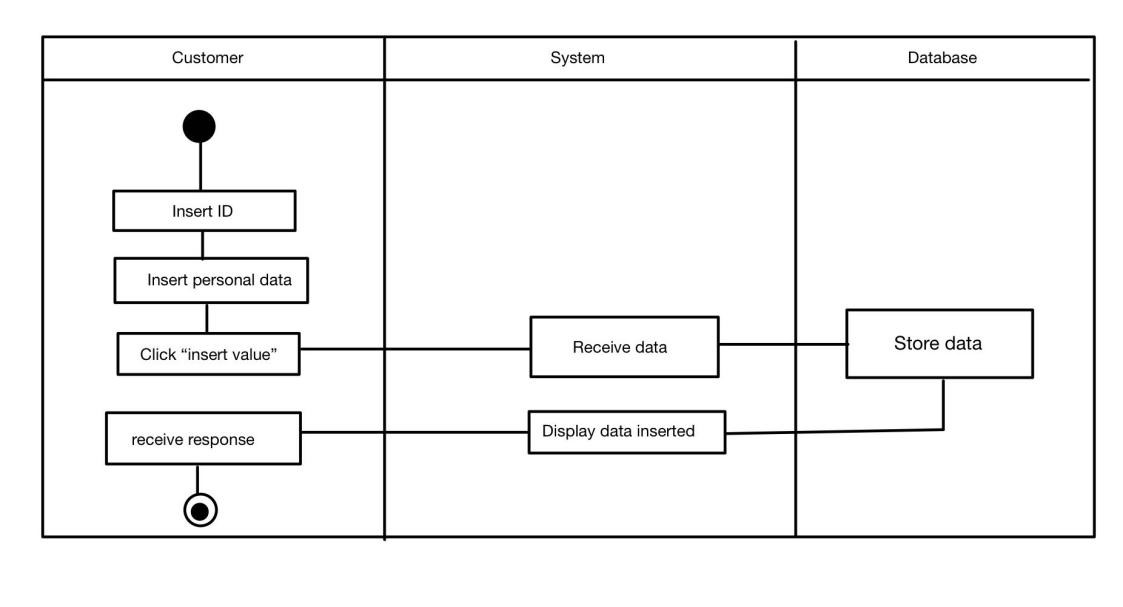 Customer
System
Database
Insert ID
Insert personal data
Click “insert value”
Receive data
Store data
Display data inserted
receive response